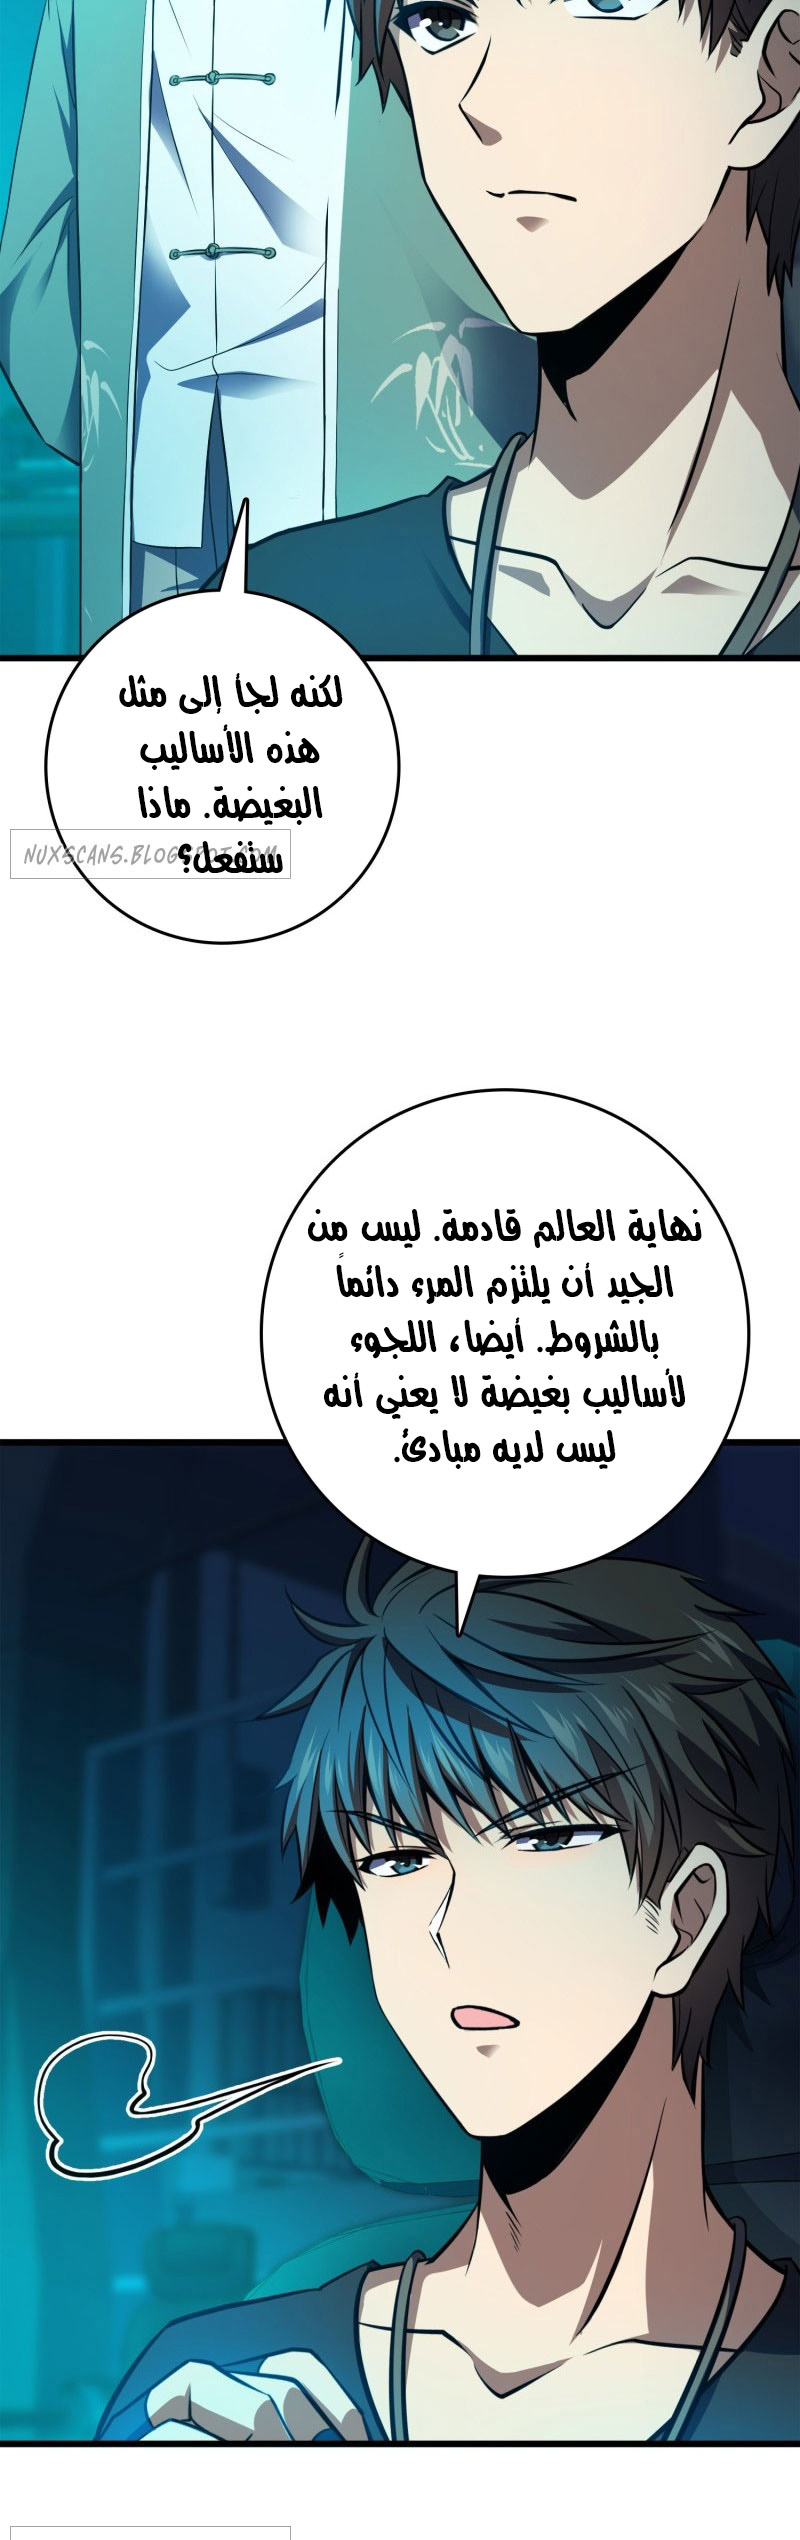 لكنه لجأ إلى مثل
هذه الأساليب
البغيضة. ماذا
ستفعل؟
NUXSCANS.BLOGSPOT.COM
نهاية العالم قادمة. ليس من
الجيد أن يلتزم المرء دائماً
بالشروط. أيضا، اللجوء
لأساليب بغيضة لا يعني أنه
ليس لديه مبادئ.